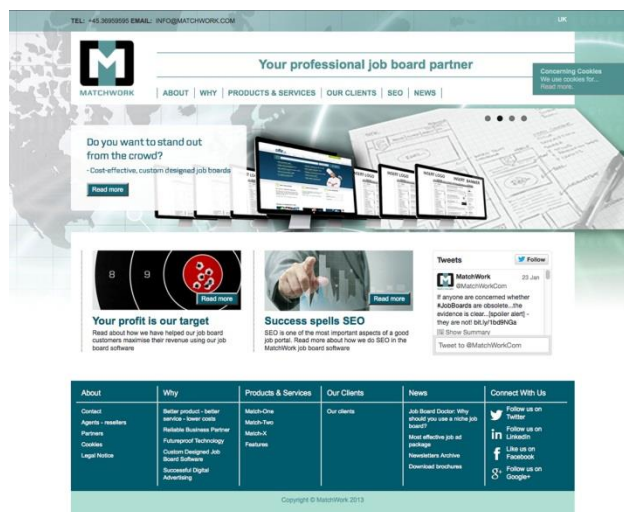 TEL: +45.36959595 EMAIL: INFO@MATCHWORK.COM
UK
MATCHWORK
Your professional job board partner
ABOUT WHY PRODUCTS & SERVICES OUR CLIENTS SEO NEWS
Concerning Cookies
We use cookies for...
Read more.
Do you want to stand out
from the crowd?
- Cost-effective, custom designed job boards
Read more
INSERT LOGO
8 9
Read more
Your profit is our target
Read about how we have helped our job board
customers maximise their revenue using our job
board software
Read more
Success spells SEO
SEO is one of the most important aspects of a good
job portal. Read more about how we do SEO in the
MatchWork job board software
Tweets
Follow
MatchWork 23 Jan
@MatchWorkCom
If anyone are concerned whether
#JobBoards are obsolete...the
evidence is clear...[spoiler alert] -
they are not! bit.ly/1bd9NGa
Show Summary
Tweet to @MatchWorkCom
About
Contact
Agents - resellers
Partners
Cookies
Legal Notice
Why
Better product - better
service - lower costs
Reliable Business Partner
Futureproof Technology
Custom Designed Job
Board Software
Successful Digital
Advertising
Products & Services
Match-One
Match-Two
Match-X
Features
Our Clients
Our clients
News
Job Board Doctor: Why
should you use a niche job
board?
Most effective job ad
package
Newsletters Archive
Download brochures
Connect With Us
Follow us on
Twitter
Follow us on
LinkedIn
Like us on
Facebook
Follow us on
Google+
Copyright © MatchWork 2013